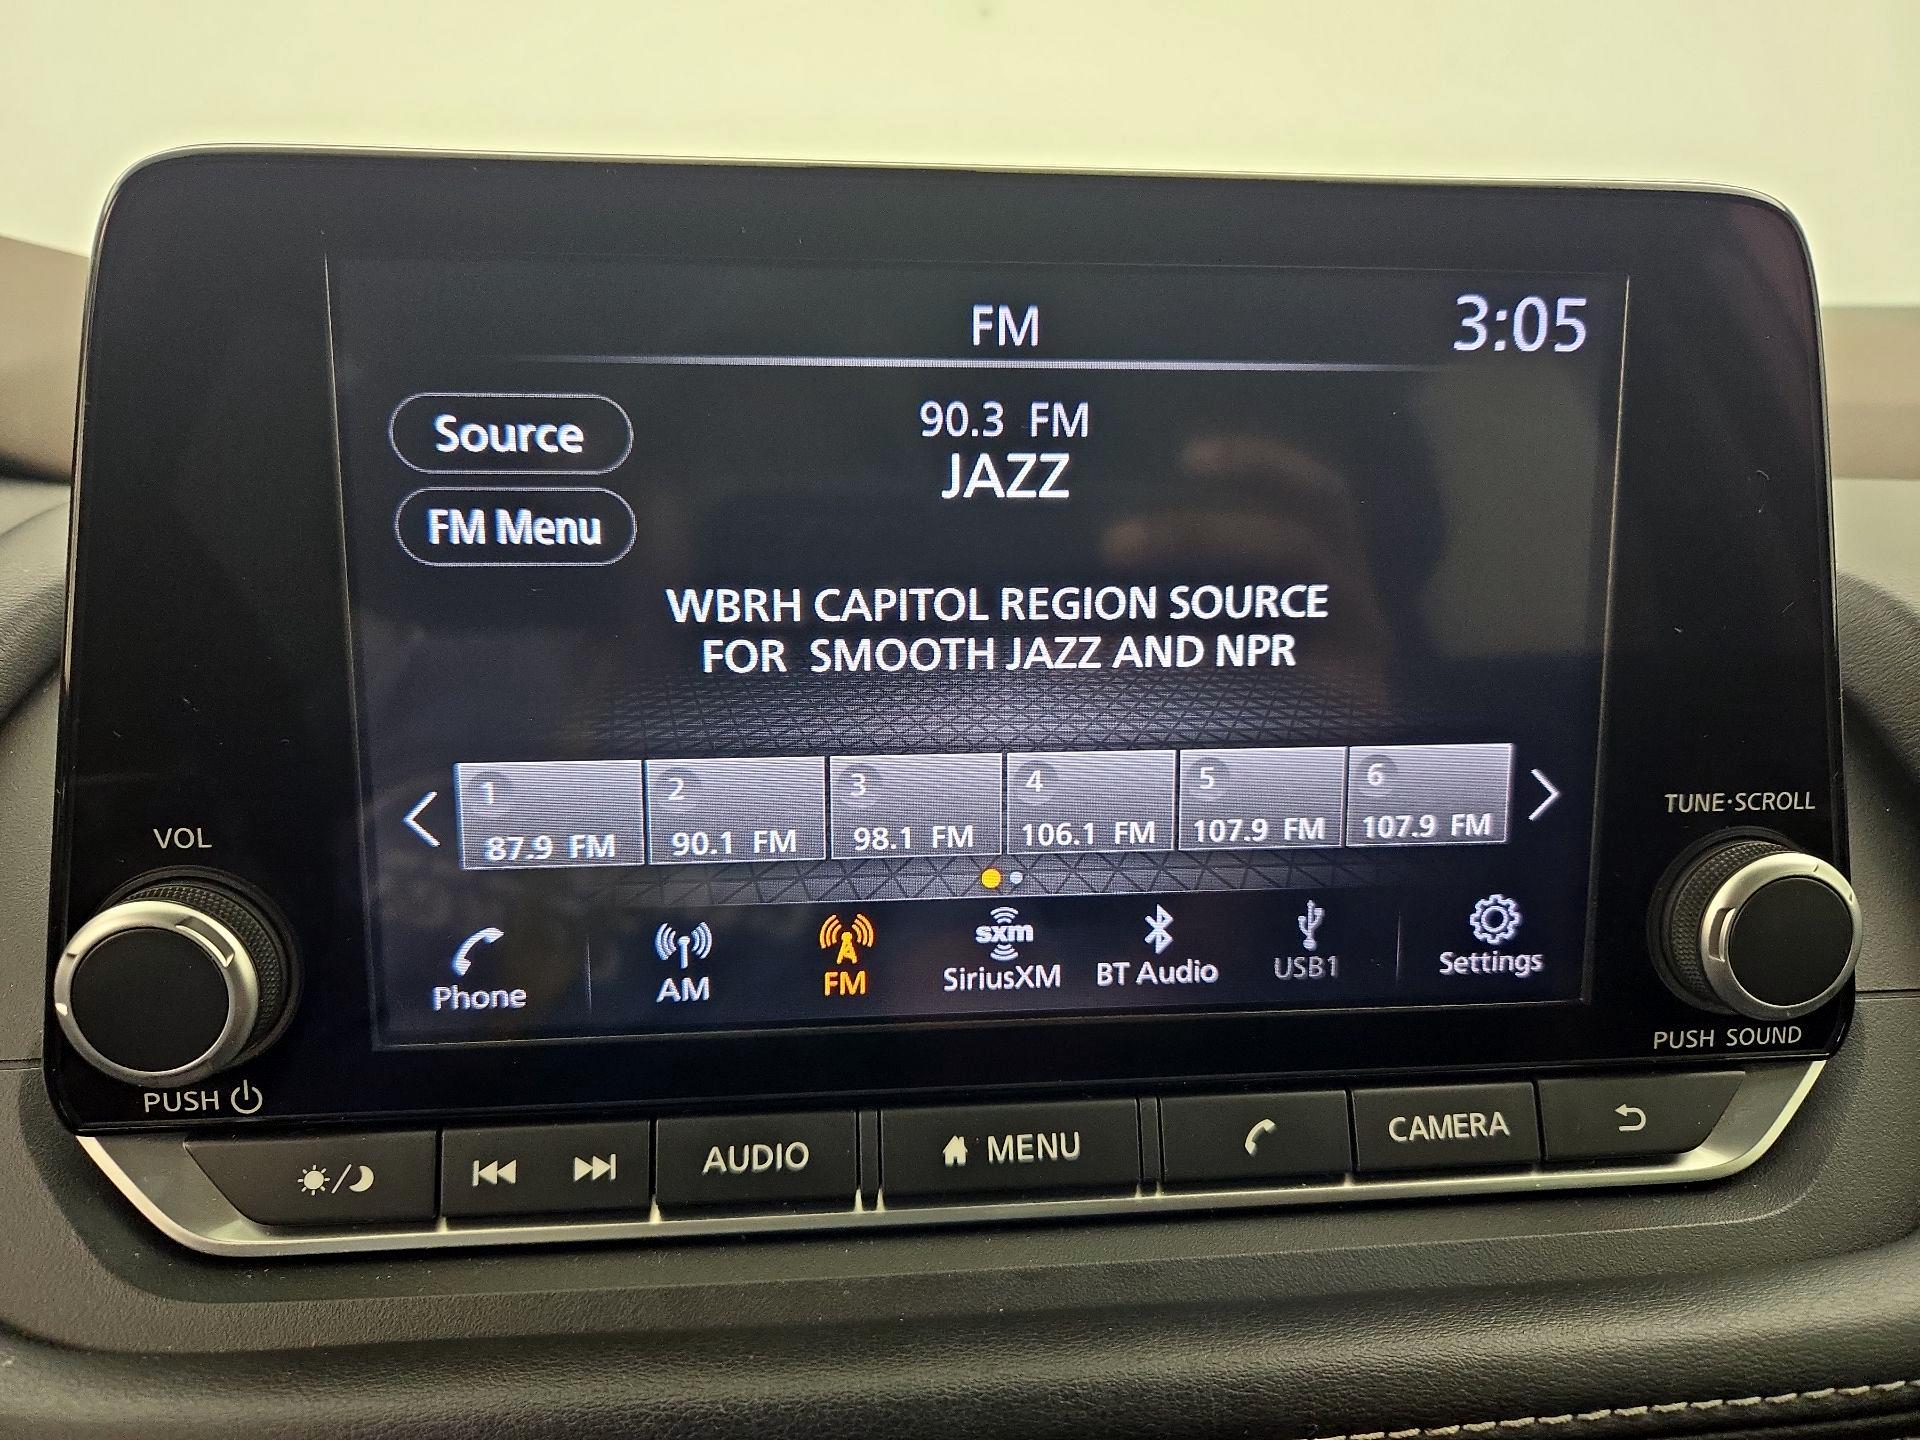 FM
3:05
Source
90.3 FM
JAZZ
FM Menu
WBRH CAPITOL REGION SOURCE
FOR SMOOTH JAZZ AND NPR
1 2 3 4 5 6
87.9 FM 90.1 FM 98.1 FM 106.1 FM 107.9 FM 107.9 FM
VOL
TUNE·SCROLL
sxm
Phone AM FM SiriusXM BT Audio USB1 Settings
PUSH
PUSH SOUND
AUDIO MENU CAMERA